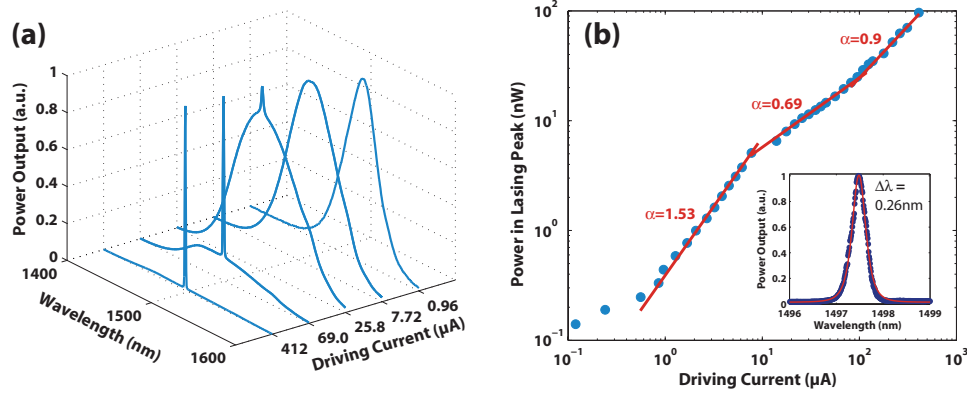 (a)
Power Output (a.u.)
1
0.8
0.6
0.4
0.2
0
1400
1500
1600
Wavelength (nm)
412
69.0
25.8
7.72
0.96
Driving Current (µA)
(b)
Power in Lasing Peak (nW)
10²
10¹
10⁰
10⁻¹
10⁻¹
10⁰
10¹
10²
10³
Driving Current (µA)
α=0.9
α=0.69
α=1.53
Δλ =
0.26nm
Power Output (a.u.)
1
0.8
0.6
0.4
0.2
0
1496
1497
1498
1499
Wavelength (nm)